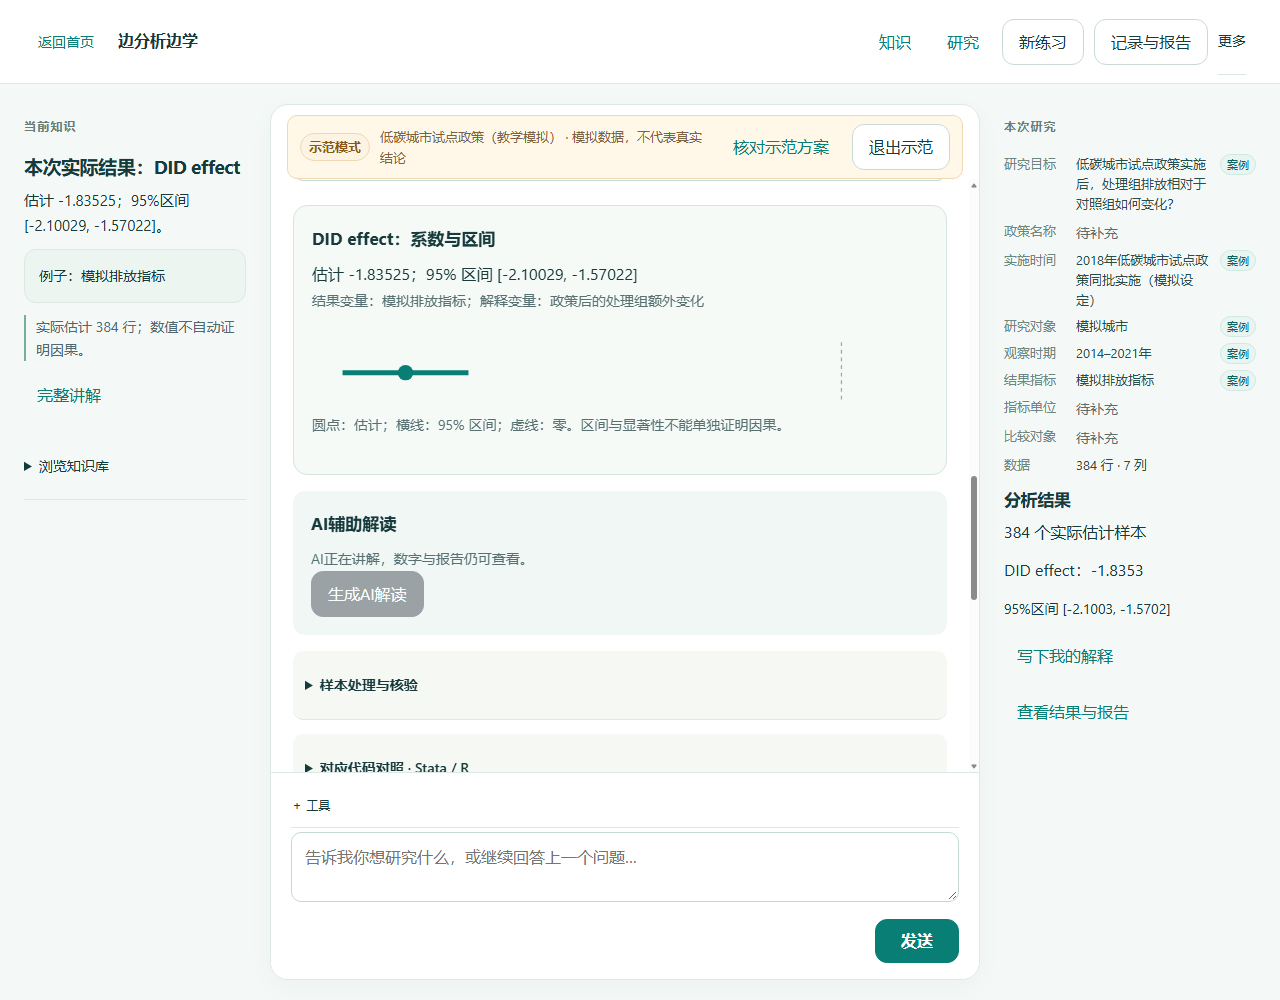 返回首页
边分析边学
知识
研究
新练习
记录与报告
更多
当前知识
本次实际结果：DID effect
估计 -1.83525；95%区间
[-2.10029, -1.57022]。
例子：模拟排放指标
实际估计 384 行；数值不自动证
明因果。
完整讲解
▶ 浏览知识库
示范模式
低碳城市试点政策（教学模拟）· 模拟数据，不代表真实
结论
核对示范方案
退出示范
DID effect：系数与区间
估计 -1.83525；95% 区间 [-2.10029, -1.57022]
结果变量：模拟排放指标；解释变量：政策后的处理组额外变化
圆点：估计；横线：95% 区间；虚线：零。区间与显著性不能单独证明因果。
AI辅助解读
AI正在讲解，数字与报告仍可查看。
生成AI解读
▶ 样本处理与核验
▶ 对应代码对照 · Stata / R
+ 工具
告诉我你想研究什么，或继续回答上一个问题...
发送
本次研究
研究目标 低碳城市试点政策实施 案例
后，处理组排放相对于
对照组如何变化？
政策名称 待补充
实施时间 2018年低碳城市试点政 案例
策同批实施（模拟设
定）
研究对象 模拟城市 案例
观察时期 2014–2021年 案例
结果指标 模拟排放指标 案例
指标单位 待补充
比较对象 待补充
数据 384 行 · 7 列
分析结果
384 个实际估计样本
DID effect：-1.8353
95%区间 [-2.1003, -1.5702]
写下我的解释
查看结果与报告